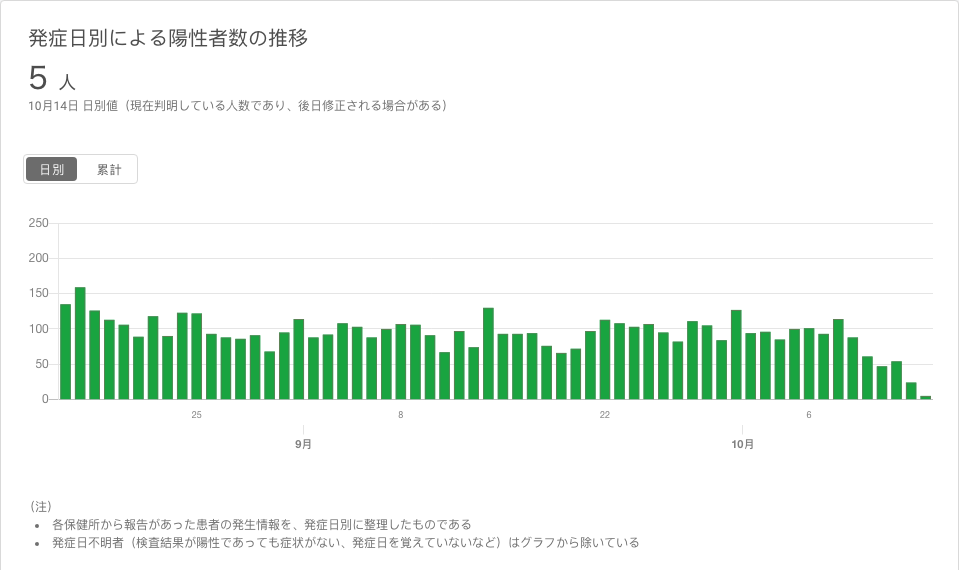 発症日別による陽性者数の推移
5 人
10月14日 日別値（現在判明している人数であり、後日修正される場合がある）
日別 累計
250
200
150
100
50
0
25 8 22 6
9月 10月
（注）
• 各保健所から報告があった患者の発生情報を、発症日別に整理したものである
• 発症日不明者（検査結果が陽性であっても症状がない、発症日を覚えていないなど）はグラフから除いている